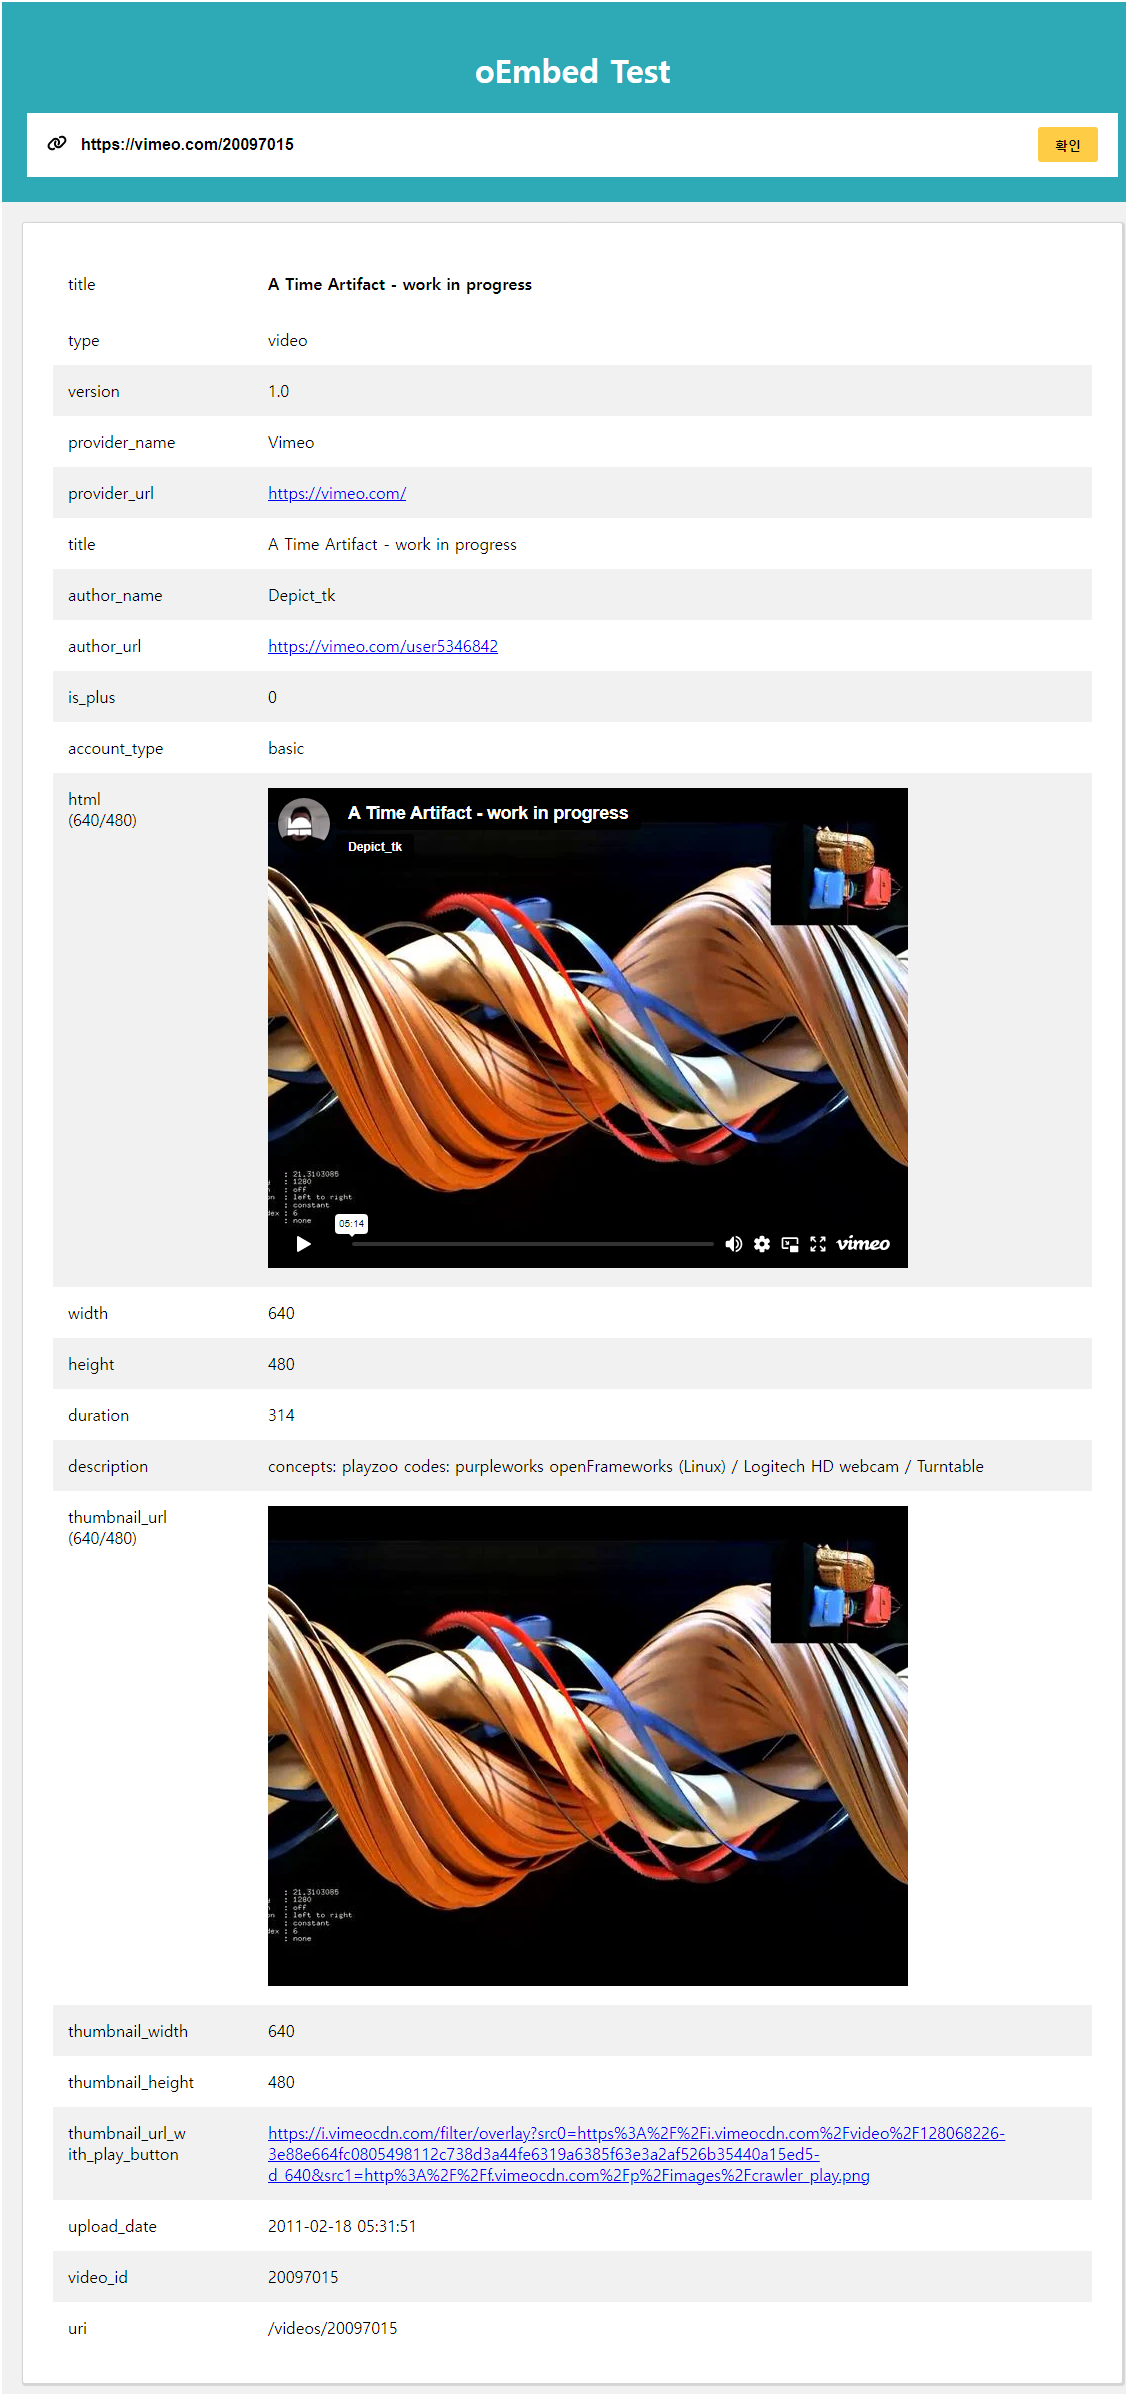 oEmbed Test
https://vimeo.com/20097015
확인
title A Time Artifact - work in progress
type video
version 1.0
provider_name Vimeo
provider_url https://vimeo.com/
title A Time Artifact - work in progress
author_name Depict_tk
author_url https://vimeo.com/user5346842
is_plus 0
account_type basic
html
(640/480)
A Time Artifact - work in progress
Depict_tk
: 21.3103085
: 1280
: off
on : left to right
: constant
dex : 6
: none
05:14
vimeo
width 640
height 480
duration 314
description concepts: playzoo codes: purpleworks openFrameworks (Linux) / Logitech HD webcam / Turntable
thumbnail_url
(640/480)
: 21.3103085
: 1280
: off
on : left to right
: constant
dex : 6
: none
thumbnail_width 640
thumbnail_height 480
thumbnail_url_w
ith_play_button
https://i.vimeocdn.com/filter/overlay?src0=https%3A%2F%2Fi.vimeocdn.com%2Fvideo%2F128068226-
3e88e664fc0805498112c738d3a44fe6319a6385f63e3a2af526b35440a15ed5-
d_640&src1=http%3A%2F%2Ff.vimeocdn.com%2Fp%2Fimages%2Fcrawler_play.png
upload_date 2011-02-18 05:31:51
video_id 20097015
uri /videos/20097015